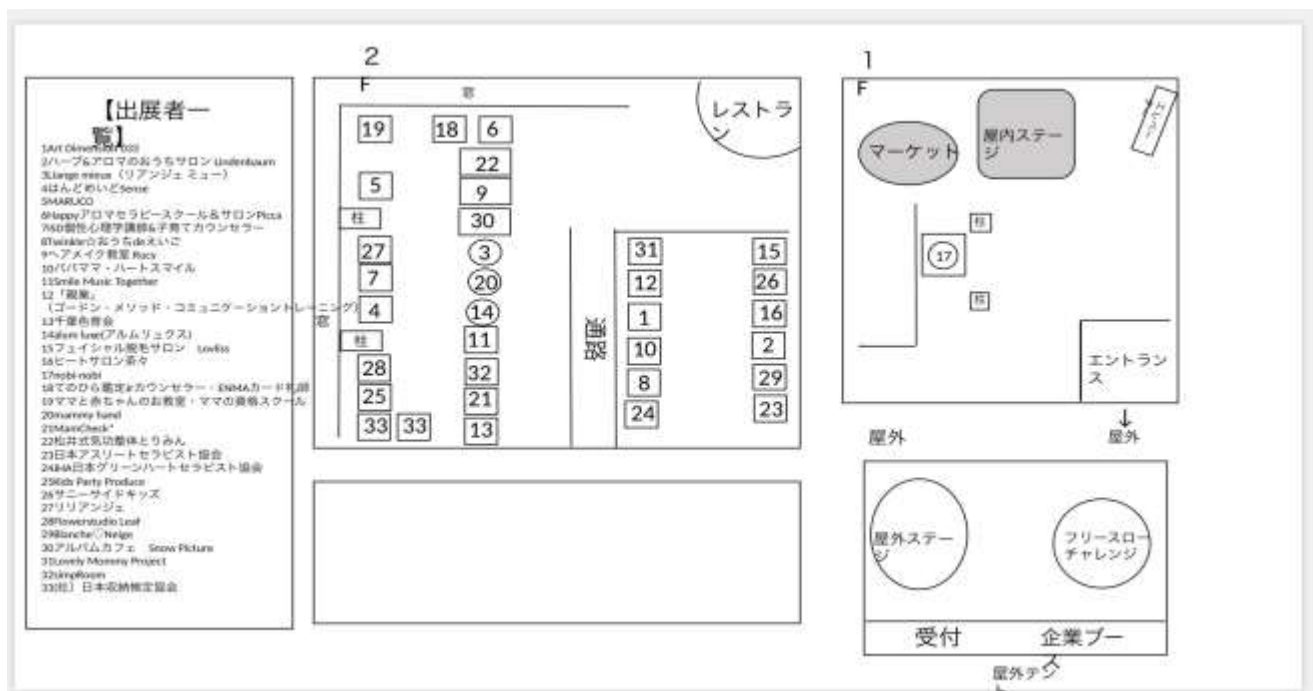 【出展者一
覧】
1Art Dimension 033
2ハーブ&アロマのおうちサロン Lindenbaum
3Liange mieux（リアンジェ ミュー）
4はんどめいどSense
5MARUCO
6Happyアロマセラピースクール＆サロンPicca
7ISD個性心理学講師&子育てカウンセラー
8Twinkle☆おうちdeえいご
9ヘアメイク教室 Rocy
10パパママ・ハートスマイル
11Smile Music Together
12「親業」
（ゴードン・メソッド・コミュニケーショントレーニング）
13千葉色育会
14alum luxe(アルムリュクス)
15フェイシャル脱毛サロン Lovliss
16ヒートサロン茶々
17nobi-nobi
18てのひら鑑定kカウンセラー・ENMAカード札師
19ママと赤ちゃんのお教室・ママの資格スクール
20mammy hand
21MamCheck*
22松井式気功整体とりみん
23日本アスリートセラピスト協会
24IHA日本グリーンハートセラピスト協会
25Kids Party Produce
26サニーサイドキッズ
27リリアンジェ
28Flowerstudio Leaf
29Blanche♡Neige
30アルバムカフェ Snow Picture
31Lovely Mommy Project
32simpRoom
33(社）日本収納検定協会
2
F
窓
レストラ
ン
19
18
6
22
5
9
柱
30
27
3
7
20
4
14
窓
柱
11
28
32
25
21
33
33
13
通路
31
15
12
26
1
16
10
2
8
29
24
23
1
F
マーケット
屋内ステー
ジ
柱
17
柱
エントラン
ス
↓
屋外
屋外
屋外ステー
ジ
フリースロー
チャレンジ
受付
企業ブー
ス
屋外テン
ト